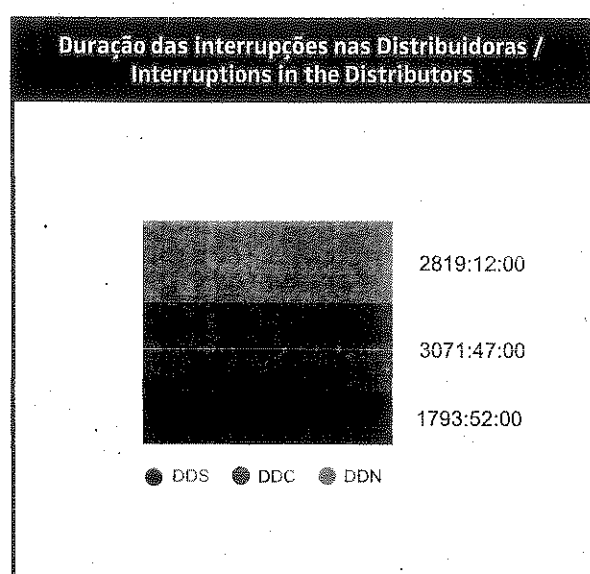 Duração das interrupções nas Distribuidoras /
Interruptions in the Distributors
2819:12:00
3071:47:00
1793:52:00
DDS DDC DDN